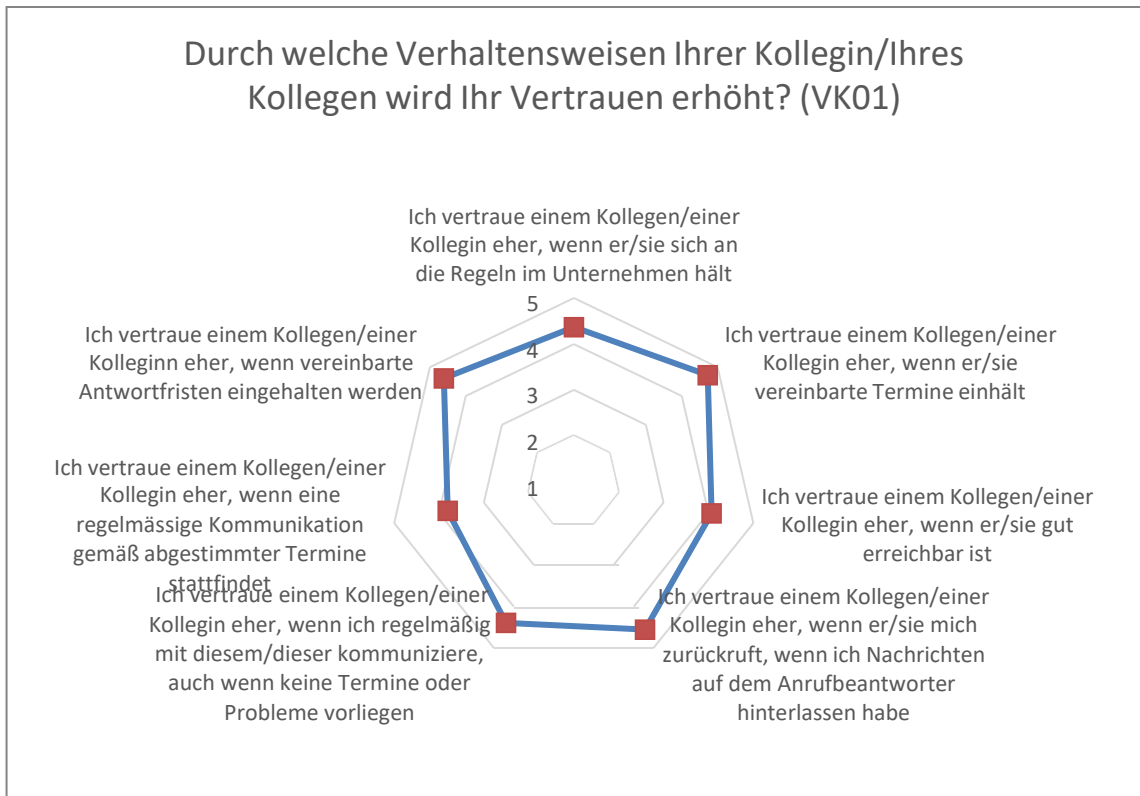 Durch welche Verhaltensweisen Ihrer Kollegin/Ihres
Kollegen wird Ihr Vertrauen erhöht? (VK01)
Ich vertraue einem Kollegen/einer
Kollegin eher, wenn er/sie sich an
die Regeln im Unternehmen hält
5
4
3
2
1
Ich vertraue einem Kollegen/einer
Kollegin eher, wenn er/sie
vereinbarte Termine einhält
Ich vertraue einem Kollegen/einer
Kollegin eher, wenn er/sie gut
erreichbar ist
Ich vertraue einem Kollegen/einer
Kollegin eher, wenn er/sie mich
zurückruft, wenn ich Nachrichten
auf dem Anrufbeantworter
hinterlassen habe
Ich vertraue einem Kollegen/einer
Kollegin eher, wenn ich regelmäßig
mit diesem/dieser kommuniziere,
auch wenn keine Termine oder
Probleme vorliegen
Ich vertraue einem Kollegen/einer
Kollegin eher, wenn eine
regelmässige Kommunikation
gemäß abgestimmter Termine
stattfindet
Ich vertraue einem Kollegen/einer
Kolleginn eher, wenn vereinbarte
Antwortfristen eingehalten werden